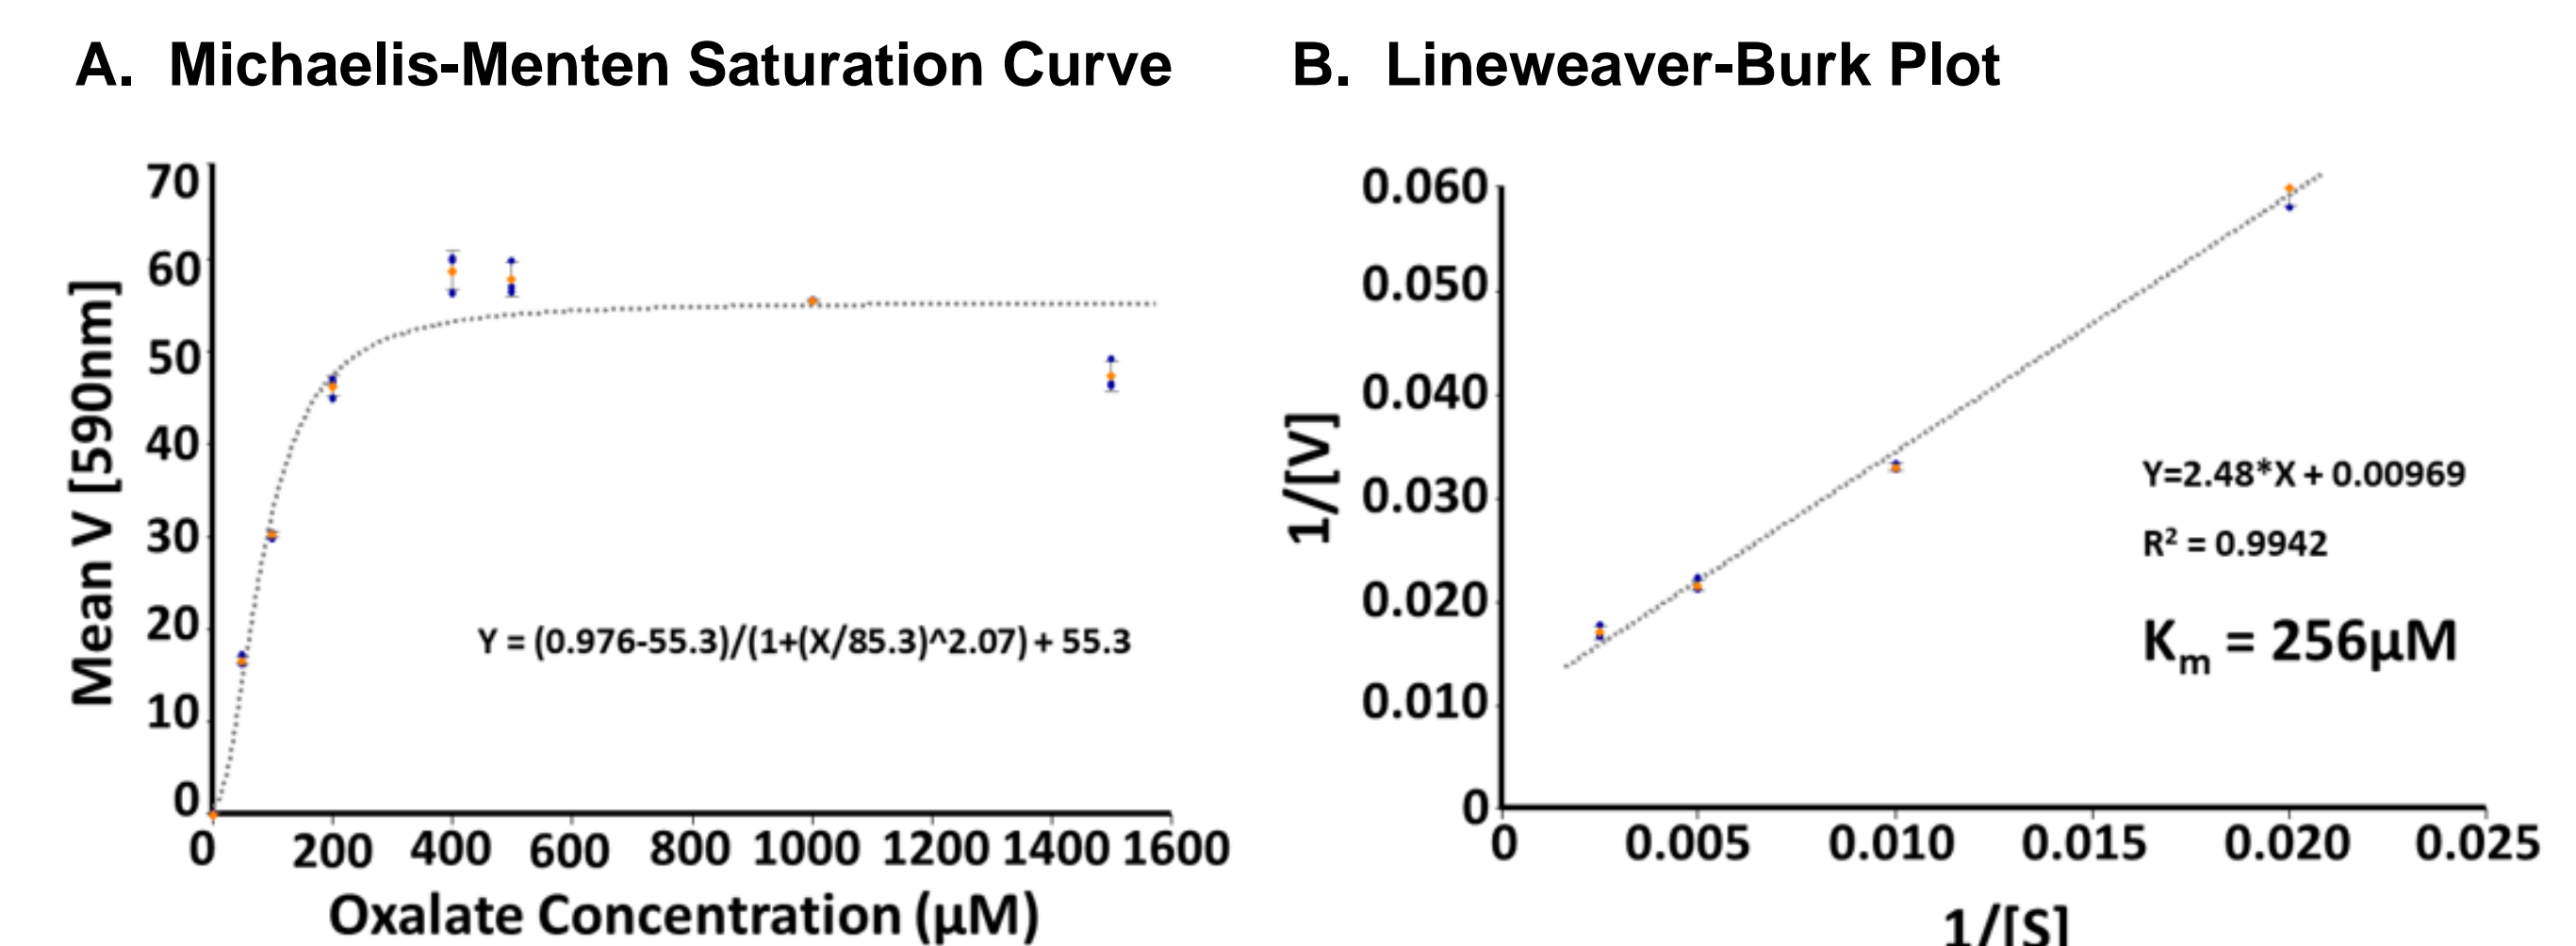 A. Michaelis-Menten Saturation Curve
70
60
50
40
30
20
10
0
Mean V [590nm]
Y = (0.976-55.3)/(1+(X/85.3)^2.07) + 55.3
0 200 400 600 800 1000 1200 1400 1600
Oxalate Concentration (µM)
B. Lineweaver-Burk Plot
0.060
0.050
0.040
0.030
0.020
0.010
0
1/[V]
Y=2.48*X + 0.00969
R² = 0.9942
Kₘ = 256µM
0 0.005 0.010 0.015 0.020 0.025
1/[S]